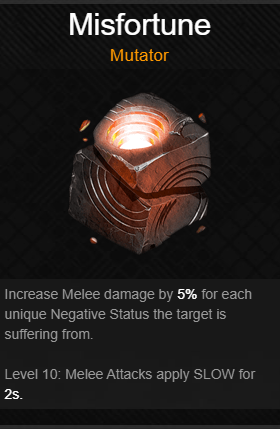 Misfortune
Mutator
Increase Melee damage by 5% for each
unique Negative Status the target is
suffering from.
Level 10: Melee Attacks apply SLOW for
2s.